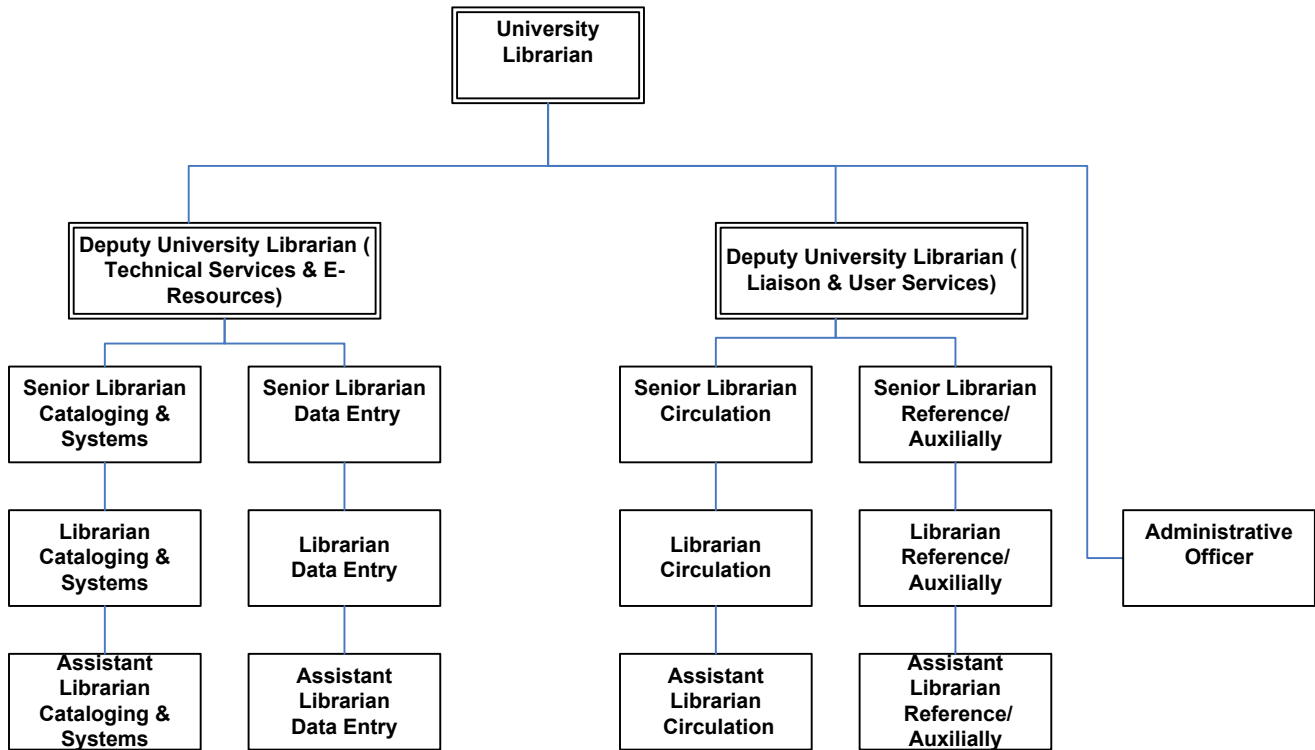 University
Librarian
Deputy University Librarian (
Technical Services & E-
Resources)
Deputy University Librarian (
Liaison & User Services)
Senior Librarian
Cataloging &
Systems
Senior Librarian
Data Entry
Senior Librarian
Circulation
Senior Librarian
Reference/
Auxilially
Librarian
Cataloging &
Systems
Librarian
Data Entry
Librarian
Circulation
Librarian
Reference/
Auxilially
Administrative
Officer
Assistant
Librarian
Cataloging &
Systems
Assistant
Librarian
Data Entry
Assistant
Librarian
Circulation
Assistant
Librarian
Reference/
Auxilially